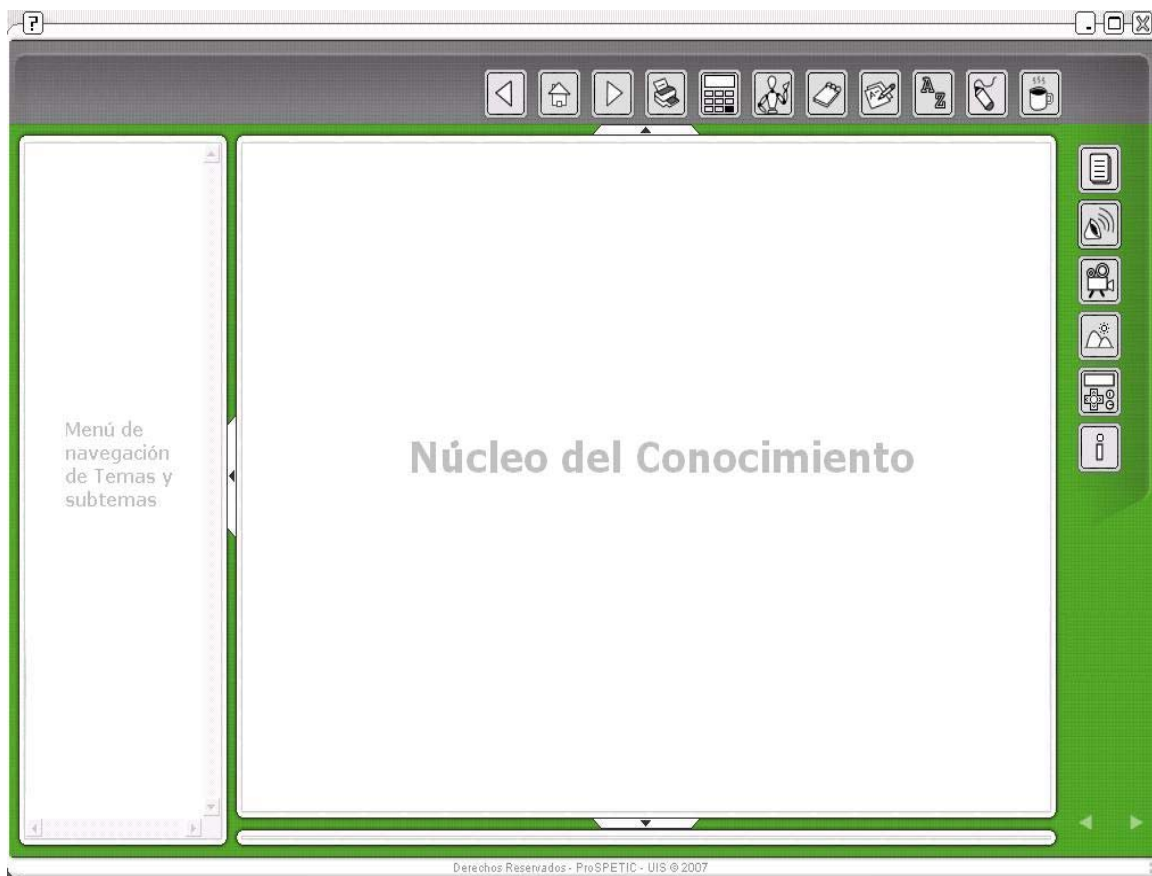 ?
A
Z
Menú de
navegación
de Temas y
subtemas
Núcleo del Conocimiento
Derechos Reservados - ProSPETIC - UIS © 2007